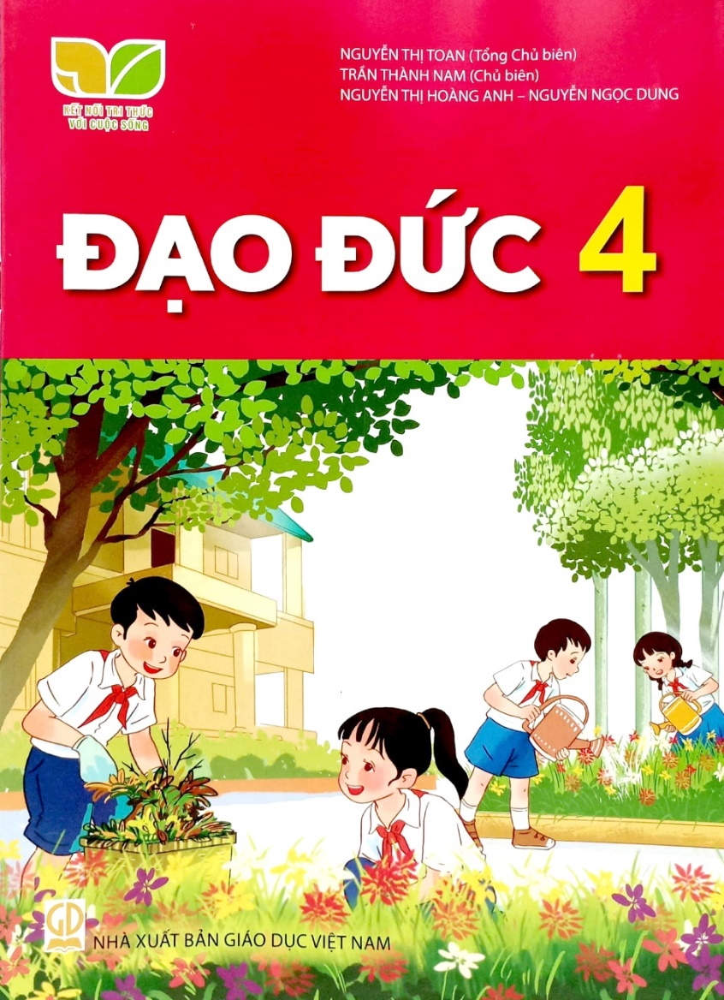 NGUYỄN THỊ TOAN (Tổng Chủ biên)
TRẦN THÀNH NAM (Chủ biên)
NGUYỄN THỊ HOÀNG ANH – NGUYỄN NGỌC DUNG
KẾT NỐI TRI THỨC
VỚI CUỘC SỐNG
ĐẠO ĐỨC 4
GD
NHÀ XUẤT BẢN GIÁO DỤC VIỆT NAM